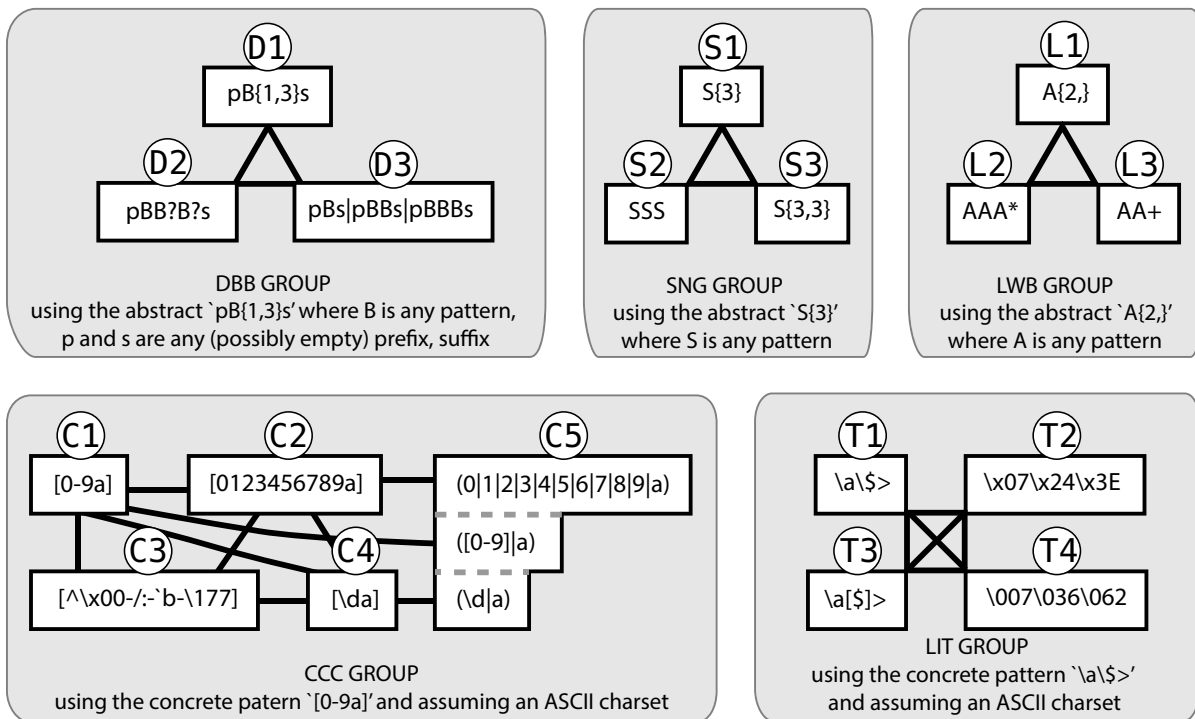 D1
pB{1,3}s
D2
D3
pBB?B?s
pBs|pBBs|pBBBs
DBB GROUP
using the abstract `pB{1,3}s’ where B is any pattern,
p and s are any (possibly empty) prefix, suffix
S1
S{3}
S2
S3
SSS
S{3,3}
SNG GROUP
using the abstract `S{3}’
where S is any pattern
L1
A{2,}
L2
L3
AAA*
AA+
LWB GROUP
using the abstract `A{2,}’
where A is any pattern
C1
C2
C5
[0-9a]
[0123456789a]
(0|1|2|3|4|5|6|7|8|9|a)
([0-9]|a)
C3
C4
[^\x00-/:-`b-\177]
[\da]
(\d|a)
CCC GROUP
using the concrete patern `[0-9a]’ and assuming an ASCII charset
T1
T2
\a\$>
\x07\x24\x3E
T3
T4
\a[$]>
\007\036\062
LIT GROUP
using the concrete pattern `\a\$>’
and assuming an ASCII charset